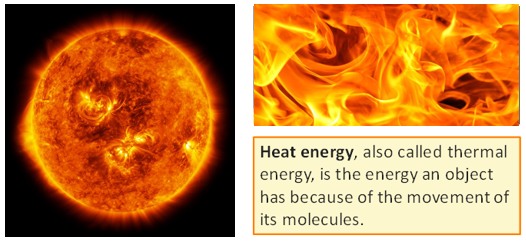 Heat energy, also called thermal
energy, is the energy an object
has because of the movement of
its molecules.